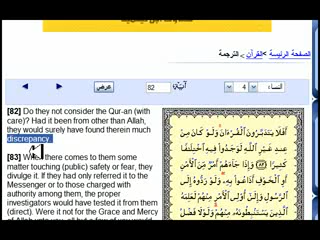 الصفحة الرئيسية >القرآن > الترجمة
النساء 4 آيـة 82 عرض
[82] Do they not consider the Qur-an (with
care)? Had it been from other than Allah,
they would surely have found therein much
discrepancy
[83] When there comes to them some
matter touching (public) safety or fear, they
divulge it. If they had only referred it to the
Messenger or to those charged with
authority among them, the proper
investigators would have tested it from them
(direct). Were it not for the Grace and Mercy
أَفَلَا يَتَدَبَّرُونَ ٱلْقُرْءَانَ وَلَوْ كَانَ مِنْ
عِندِ غَيْرِ ٱللَّهِ لَوَجَدُوا۟ فِيهِ ٱخْتِلَٰفًا
كَثِيرًا ٨٢ وَإِذَا جَآءَهُمْ أَمْرٌ مِّنَ ٱلْأَمْنِ
أَوِ ٱلْخَوْفِ أَذَاعُوا۟ بِهِۦ وَلَوْ رَدُّوهُ إِلَى
ٱلرَّسُولِ وَإِلَىٰٓ أُو۟لِى ٱلْأَمْرِ مِنْهُمْ لَعَلِمَهُ
ٱلَّذِينَ يَسْتَنۢبِطُونَهُۥ مِنْهُمْ وَلَوْلَا فَضْلُ